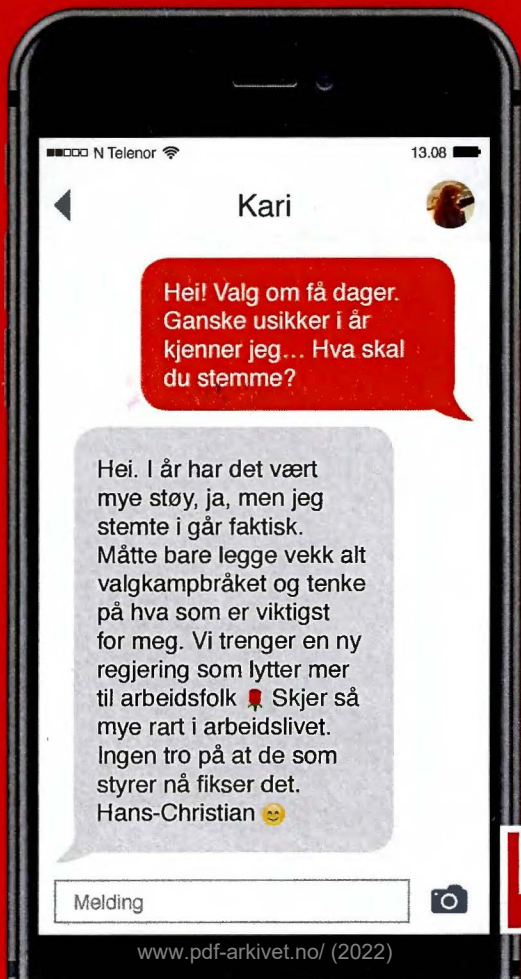 N Telenor
13.08
Kari
Hei! Valg om få dager.
Ganske usikker i år
kjenner jeg... Hva skal
du stemme?
Hei. I år har det vært
mye støy, ja, men jeg
stemte i går faktisk.
Måtte bare legge vekk alt
valgkampbråket og tenke
på hva som er viktigst
for meg. Vi trenger en ny
regjering som lytter mer
til arbeidsfolk 🌹 Skjer så
mye rart i arbeidslivet.
Ingen tro på at de som
styrer nå fikser det.
Hans-Christian 😊
Melding
www.pdf-arkivet.no/ (2022)